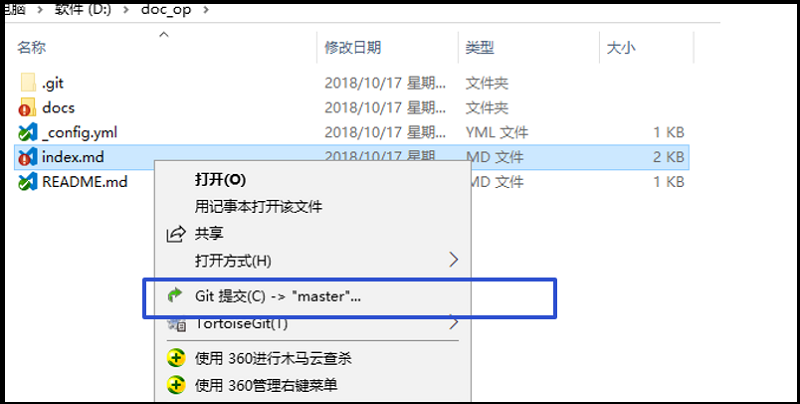 电脑 > 软件 (D:) > doc_op >
名称 修改日期 类型 大小
.git 2018/10/17 星期... 文件夹
docs 2018/10/17 星期... 文件夹
_config.yml 2018/10/17 星期... YML 文件 1 KB
index.md 2018/10/17 星期 MD 文件 2 KB
README.md MD 文件 1 KB
打开(O)
用记事本打开该文件
共享
打开方式(H)
Git 提交(C) -> "master"...
TortoiseGit(T)
使用 360进行木马云查杀
使用 360管理右键菜单